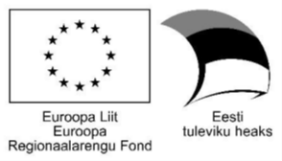 Euroopa Liit
Euroopa
Regionaalarengu Fond
Eesti
tuleviku heaks